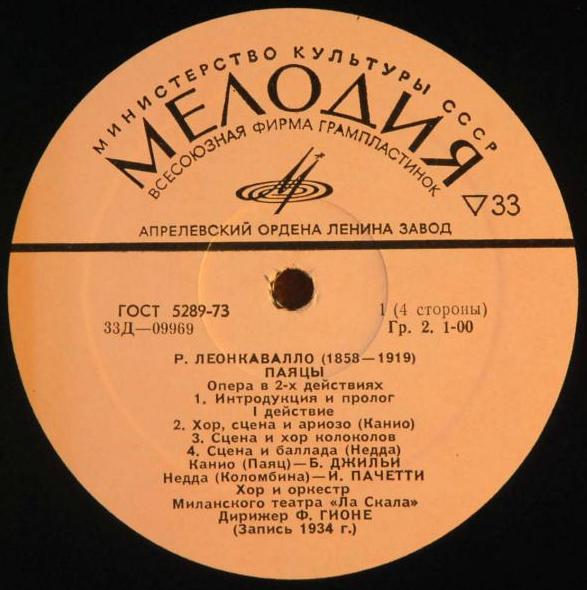 МИНИСТЕРСТВО КУЛЬТУРЫ СССР
МЕЛОДИЯ
ВСЕСОЮЗНАЯ ФИРМА ГРАМПЛАСТИНОК
33
АПРЕЛЕВСКИЙ ОРДЕНА ЛЕНИНА ЗАВОД
ГОСТ 5289-73
33Д—09969
1 (4 стороны)
Гр. 2. 1-00
Р. ЛЕОНКАВАЛЛО (1858—1919)
ПАЯЦЫ
Опера в 2-х действиях
1. Интродукция и пролог
I действие
2. Хор, сцена и ариозо (Канио)
3. Сцена и хор колоколов
4. Сцена и баллада (Недда)
Канио (Паяц)—Б. ДЖИЛЬИ
Недда (Коломбина)—И. ПАЧЕТТИ
Хор и оркестр
Миланского театра «Ла Скала»
Дирижер Ф. ГИОНЕ
(Запись 1934 г.)